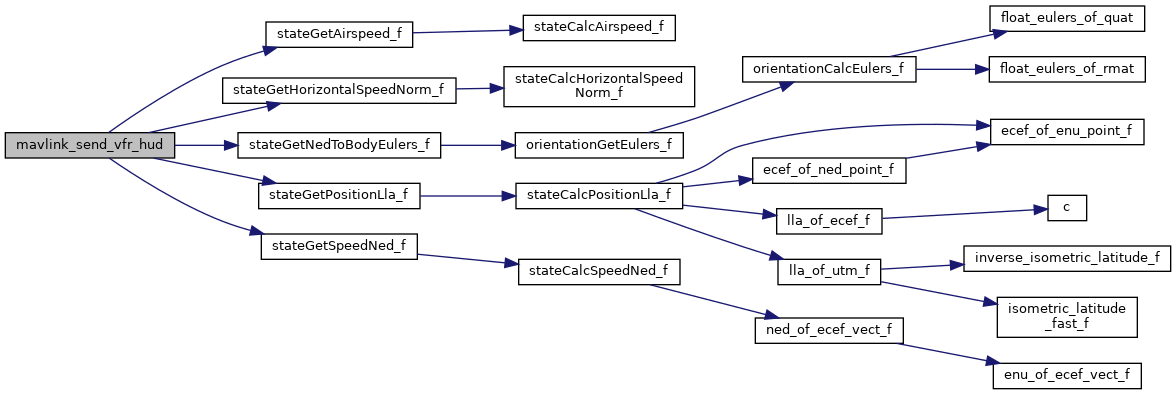 mavlink_send_vfr_hud
stateGetAirspeed_f
stateCalcAirspeed_f
stateGetHorizontalSpeedNorm_f
stateCalcHorizontalSpeed
Norm_f
stateGetNedToBodyEulers_f
orientationGetEulers_f
orientationCalcEulers_f
float_eulers_of_quat
float_eulers_of_rmat
stateGetPositionLla_f
stateCalcPositionLla_f
ecef_of_enu_point_f
ecef_of_ned_point_f
lla_of_ecef_f
c
lla_of_utm_f
inverse_isometric_latitude_f
isometric_latitude
_fast_f
stateGetSpeedNed_f
stateCalcSpeedNed_f
ned_of_ecef_vect_f
enu_of_ecef_vect_f